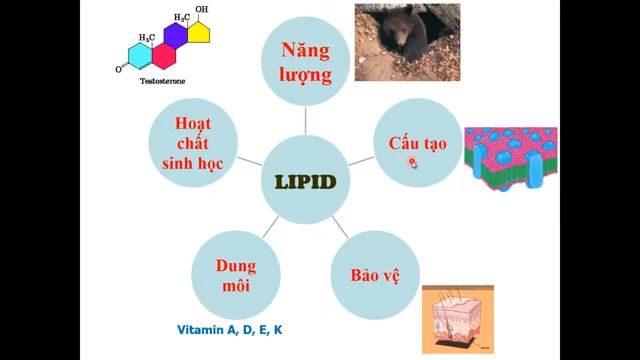 OH
H₃C
H₃C
O
Testosterone
Năng
lượng
Hoạt
chất
sinh học
Cấu tạo
LIPID
Dung
môi
Bảo vệ
Vitamin A, D, E, K